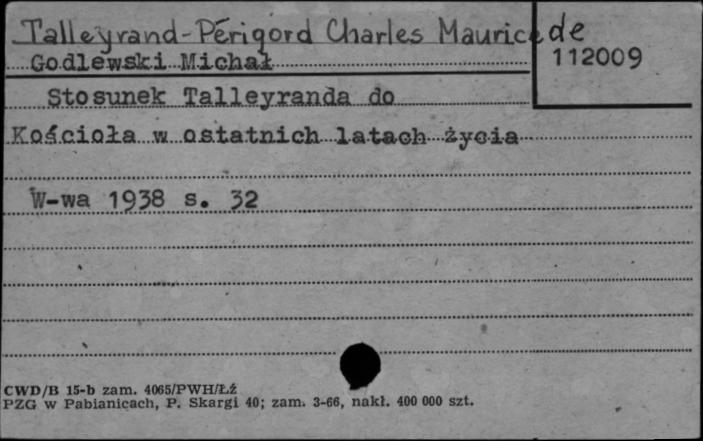 Talleyrand-Périgord Charles Maurice de
Godlewski Michał
112009
Stosunek Talleyranda do
Kościoła w ostatnich latach życia
W-wa 1938 s. 32
CWD/B 15-b zam. 4065/PWH/Łź
PZG w Pabianicach, P. Skargi 40; zam. 3-66, nakł. 400 000 szt.